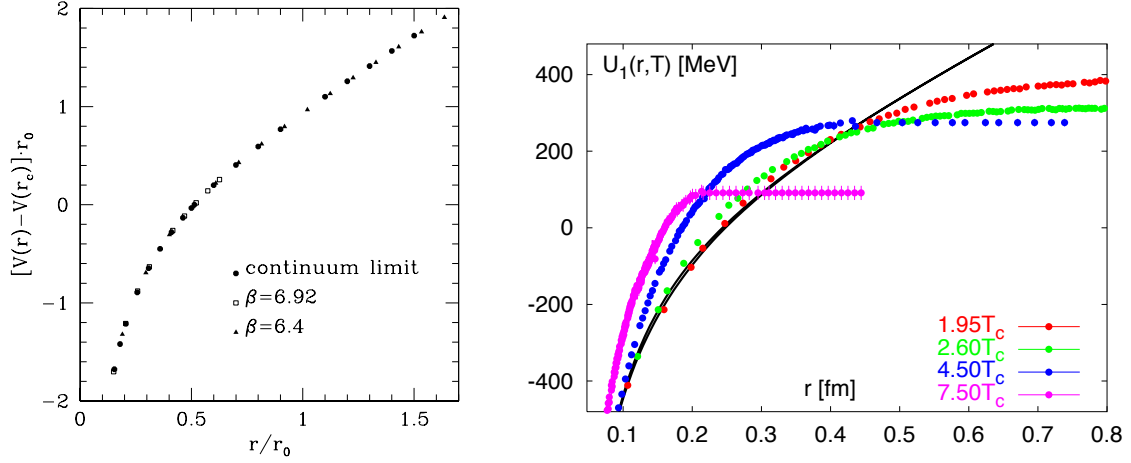 2
1
0
−1
−2
[V(r) − V(r_c)]·r_0
continuum limit
β=6.92
β=6.4
0 0.5 1 1.5
r/r_0
U_1(r,T) [MeV]
400
200
0
-200
-400
1.95T_c
2.60T_c
4.50T_c
7.50T_c
r [fm]
0.1 0.2 0.3 0.4 0.5 0.6 0.7 0.8